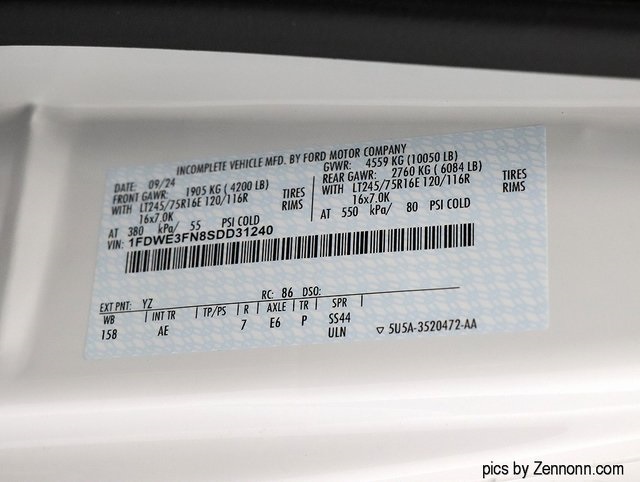 INCOMPLETE VEHICLE MFD. BY FORD MOTOR COMPANY
DATE: 09/24 GVWR: 4559 KG (10050 LB)
FRONT GAWR: 1905 KG (4200 LB) REAR GAWR: 2760 KG (6084 LB)
WITH LT245/75R16E 120/116R TIRES WITH LT245/75R16E 120/116R TIRES
16x7.0K RIMS 16x7.0K RIMS
AT 380 kPa/ 55 PSI COLD AT 550 kPa/ 80 PSI COLD
VIN: 1FDWE3FN8SDD31240
EXT PNT: YZ RC: 86 DSO:
WB INT TR TP/PS R AXLE TR SPR
158 AE 7 E6 P SS44
ULN ▽ 5U5A-3520472-AA
pics by Zennonn.com